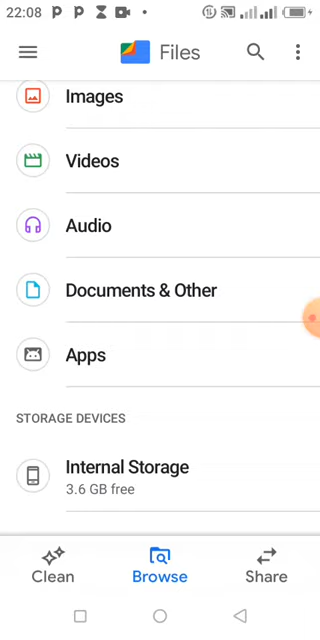 22:08
Files
Images
Videos
Audio
Documents & Other
Apps
STORAGE DEVICES
Internal Storage
3.6 GB free
Clean Browse Share